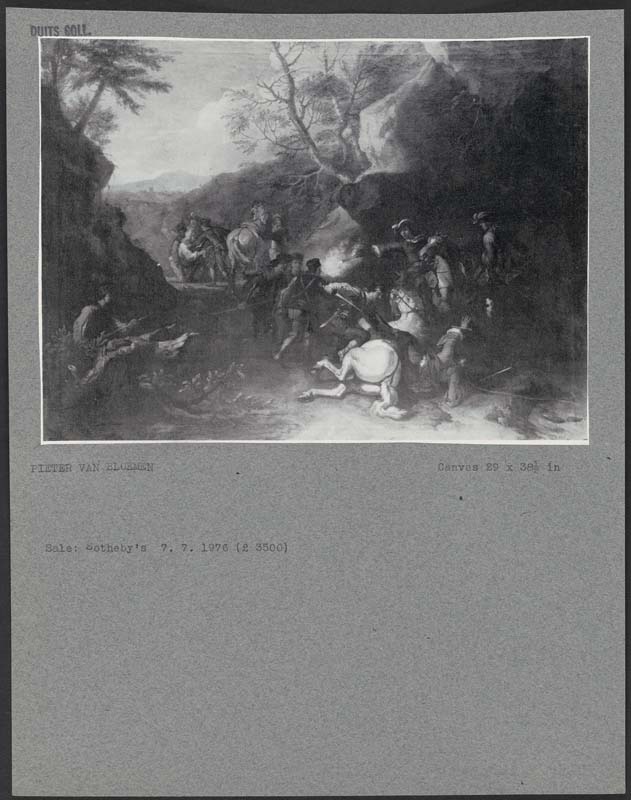 DUITS COLL.
PIETER VAN BLOEMEN
Canvas 29 x 38½ in
Sale: Sotheby's 7. 7. 1976 (£ 3500)